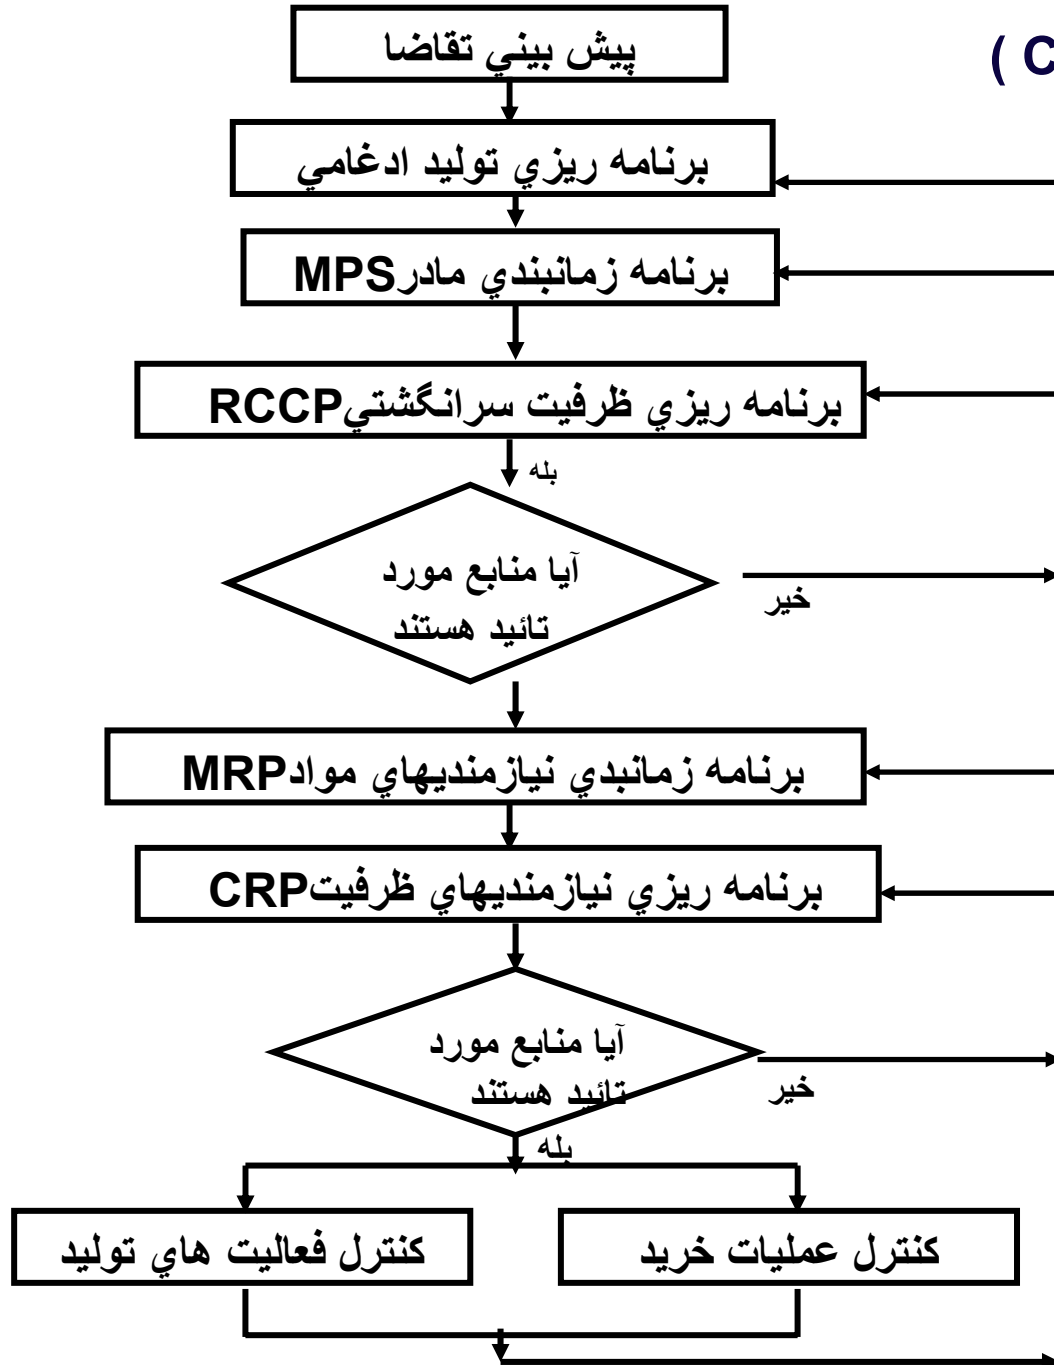 ( C
پيش بيني تقاضا
برنامه ريزي توليد ادغامي
برنامه زمانبندي مادرMPS
برنامه ريزي ظرفيت سرانگشتيRCCP
بله
آيا منابع مورد
تائيد هستند
خير
برنامه زمانبدي نيازمنديهاي موادMRP
برنامه ريزي نيازمنديهاي ظرفيتCRP
آيا منابع مورد
تائيد هستند
خير
بله
کنترل عمليات خريد
کنترل فعاليت هاي توليد